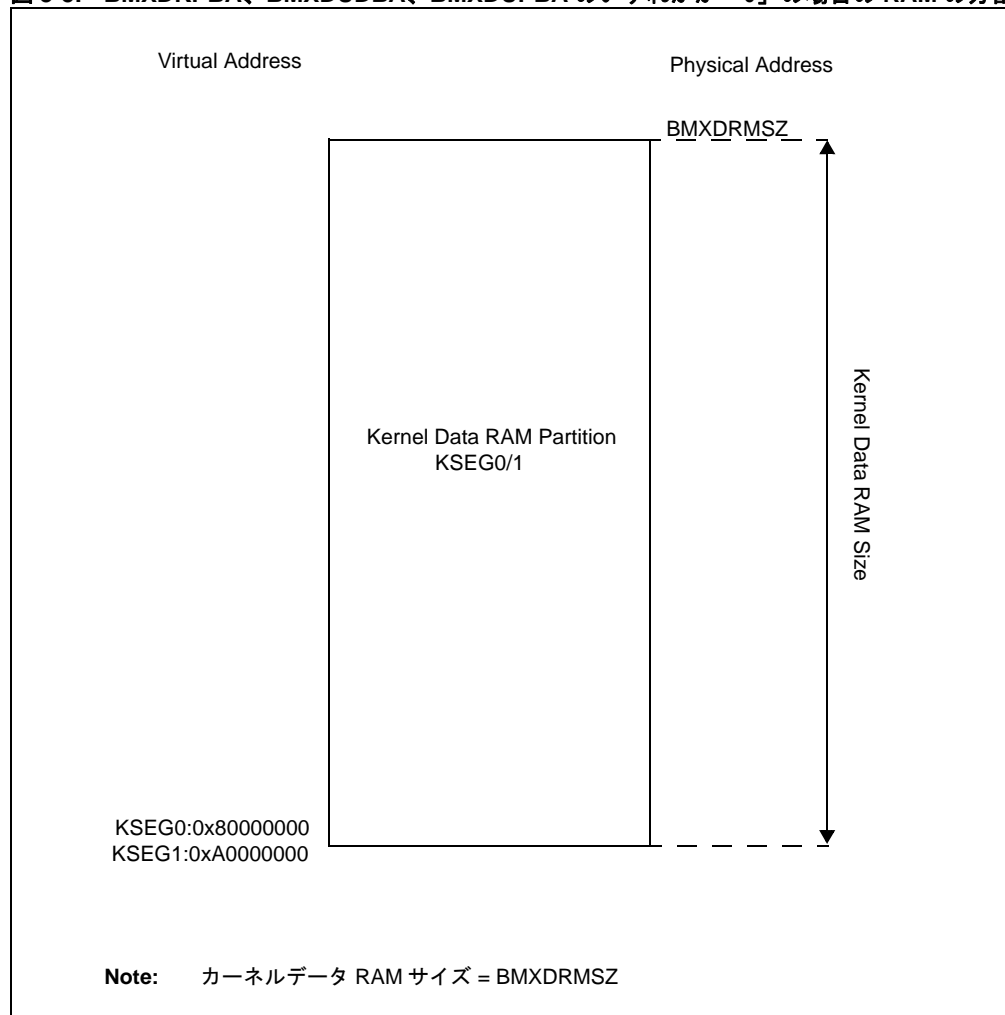 BMXDRMSZ
Virtual Address
Physical Address
Kernel Data RAM Partition
KSEG0/1
Kernel Data RAM Size
KSEG0:0x80000000
KSEG1:0xA0000000
Note: カーネルデータ RAM サイズ = BMXDRMSZ